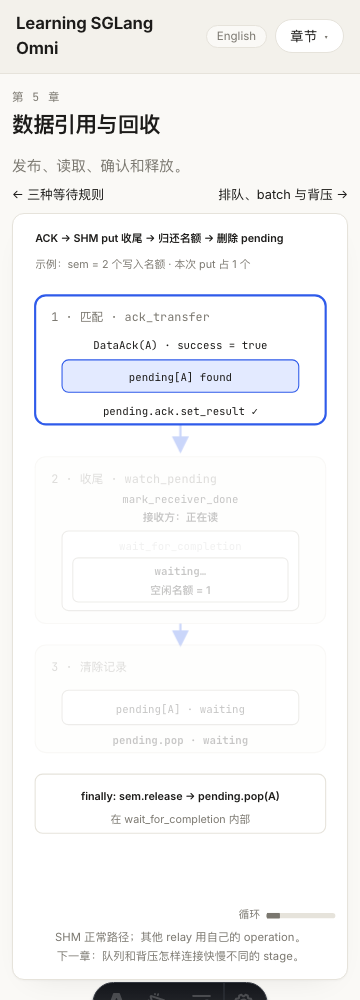 Learning SGLang
Omni
English
章节
第 5 章
数据引用与回收
发布、读取、确认和释放。
← 三种等待规则
排队、batch 与背压 →
ACK → SHM put 收尾 → 归还名额 → 删除 pending
示例：sem = 2 个写入名额 · 本次 put 占 1 个
1 · 匹配 · ack_transfer
DataAck(A) · success = true
pending[A] found
pending.ack.set_result ✓
2 · 收尾 · watch_pending
mark_receiver_done
接收方：正在读
wait_for_completion
waiting…
空闲名额 = 1
3 · 清除记录
pending[A] · waiting
pending.pop · waiting
finally: sem.release → pending.pop(A)
在 wait_for_completion 内部
循环
SHM 正常路径；其他 relay 用自己的 operation。
下一章：队列和背压怎样连接快慢不同的 stage。